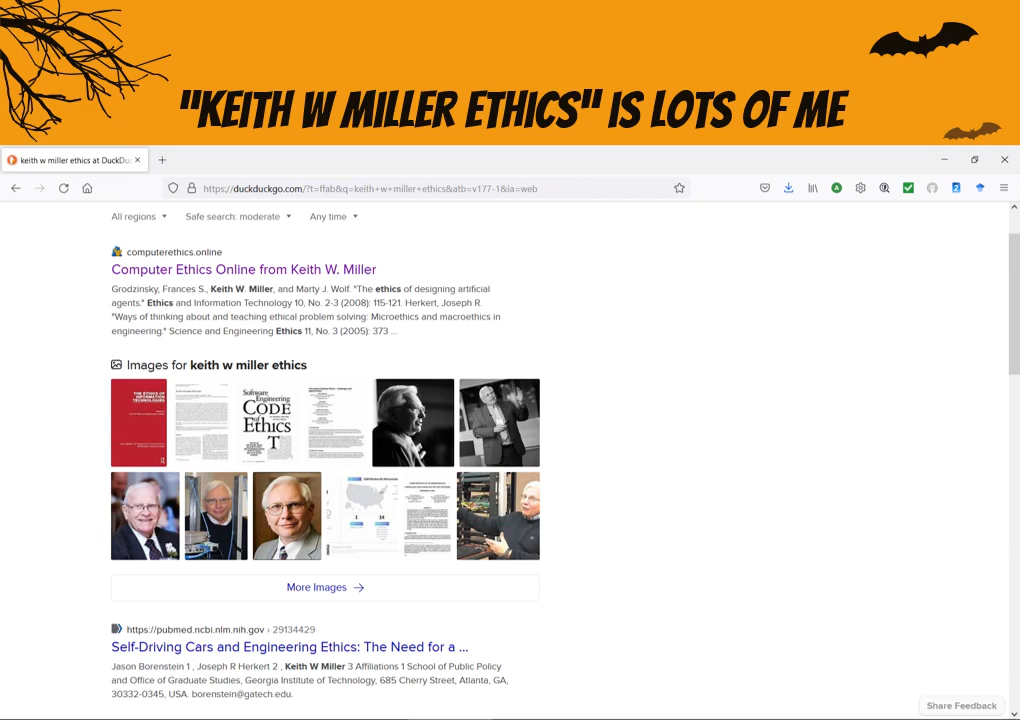 "KEITH W MILLER ETHICS" IS LOTS OF ME
keith w miller ethics at DuckDu
https://duckduckgo.com/?t=ffab&q=keith+w+miller+ethics&atb=v177-1&ia=web
All regions Safe search: moderate Any time
computerethics.online
Computer Ethics Online from Keith W. Miller
Grodzinsky, Frances S., Keith W. Miller, and Marty J. Wolf. "The ethics of designing artificial
agents." Ethics and Information Technology 10, No. 2-3 (2008): 115-121. Herkert, Joseph R.
"Ways of thinking about and teaching ethical problem solving: Microethics and macroethics in
engineering." Science and Engineering Ethics 11, No. 3 (2005): 373 ...
Images for keith w miller ethics
THE ETHICS OF
INFORMATION
TECHNOLOGIES
Software
Engineering
CODE
of
Ethics
T
1 14
More Images
https://pubmed.ncbi.nlm.nih.gov › 29134429
Self-Driving Cars and Engineering Ethics: The Need for a ...
Jason Borenstein 1 , Joseph R Herkert 2 , Keith W Miller 3 Affiliations 1 School of Public Policy
and Office of Graduate Studies, Georgia Institute of Technology, 685 Cherry Street, Atlanta, GA,
30332-0345, USA. borenstein@gatech.edu.
Share Feedback